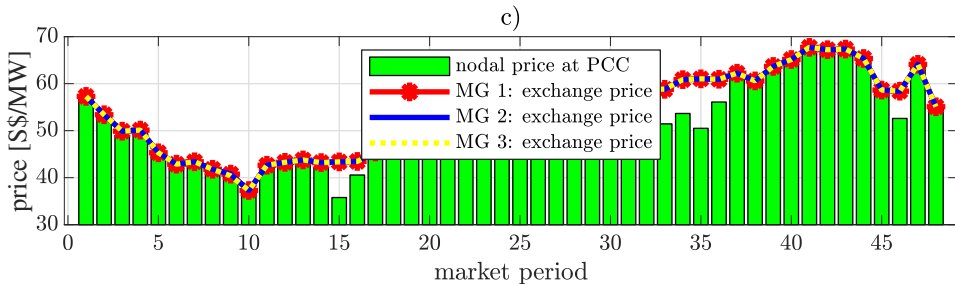 c)
price [S$/MW]
70
60
50
40
30
nodal price at PCC
MG 1: exchange price
MG 2: exchange price
MG 3: exchange price
0 5 10 15 20 25 30 35 40 45
market period